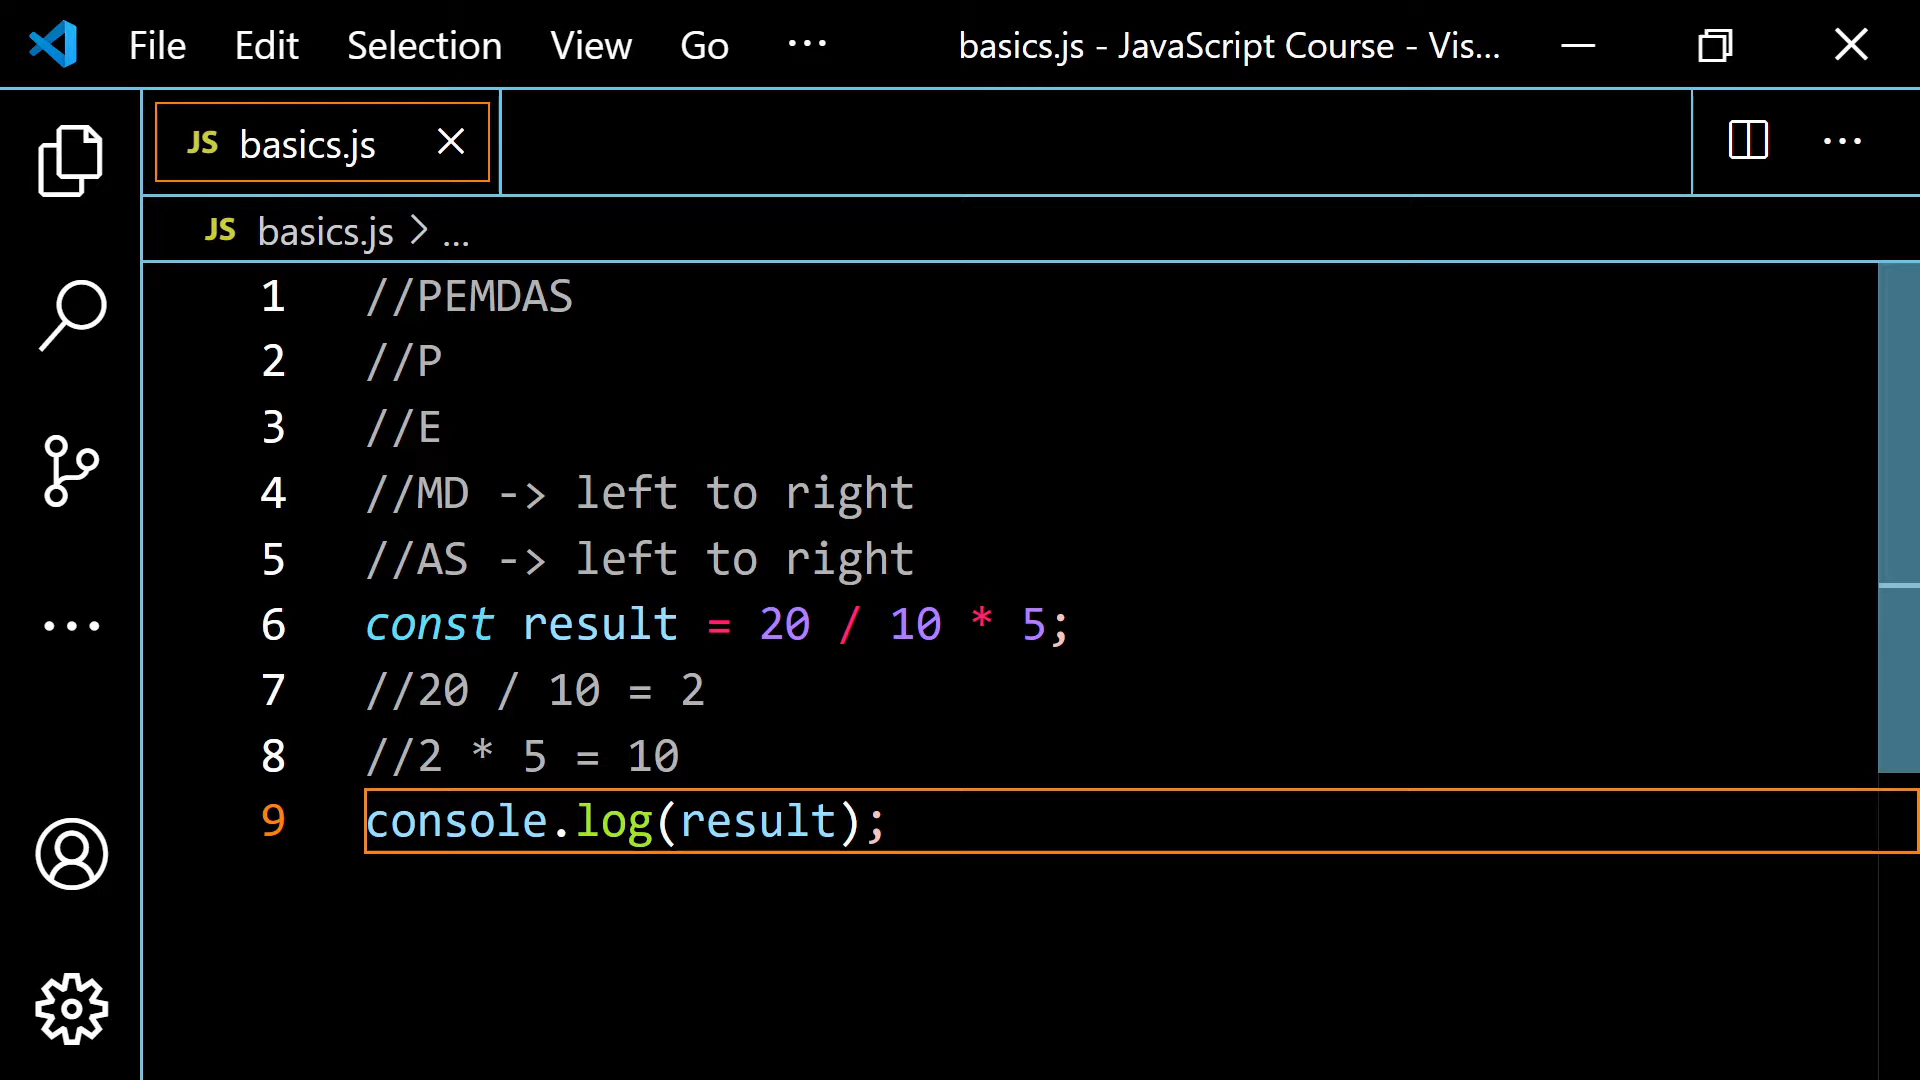 File Edit Selection View Go ... basics.js - JavaScript Course - Vis...
JS basics.js
JS basics.js > ...
1 //PEMDAS
2 //P
3 //E
4 //MD -> left to right
5 //AS -> left to right
6 const result = 20 / 10 * 5;
7 //20 / 10 = 2
8 //2 * 5 = 10
9 console.log(result);